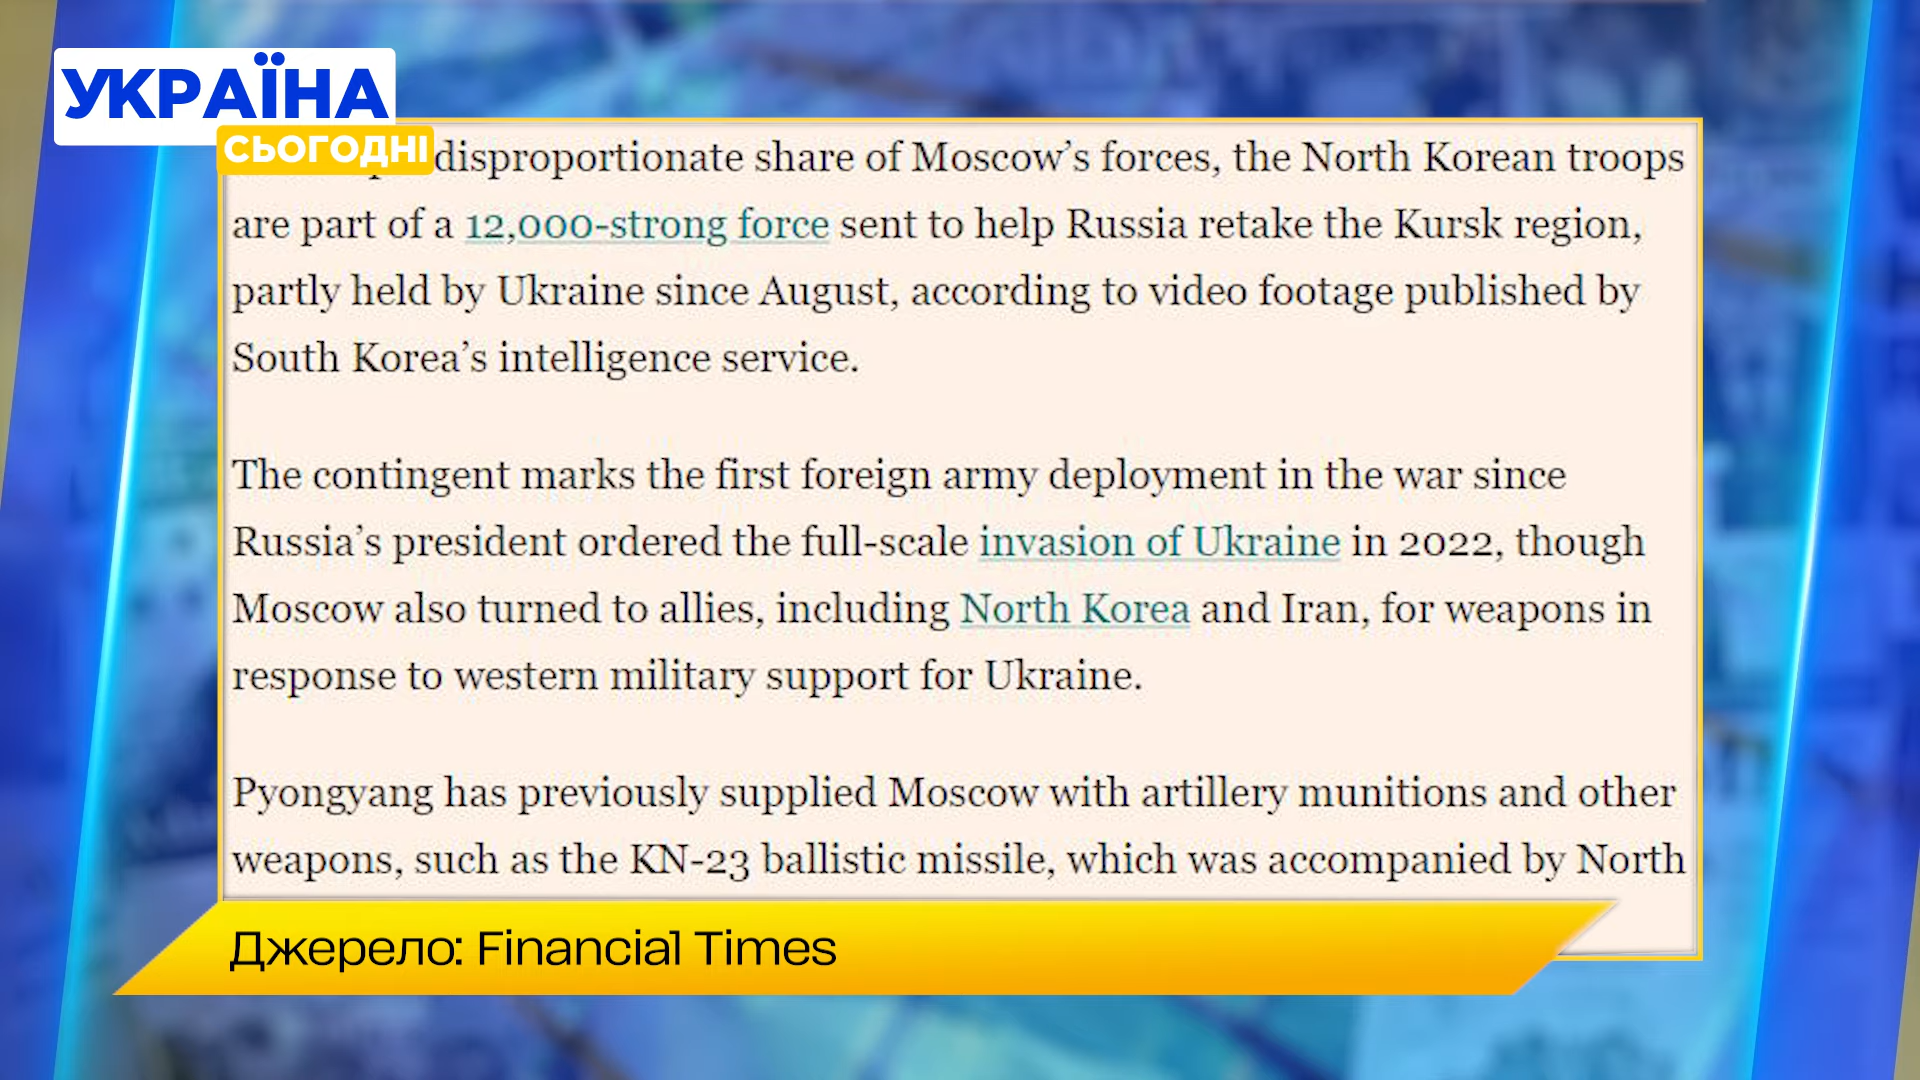 УКРАЇНА
СЬОГОДНІ
disproportionate share of Moscow’s forces, the North Korean troops
are part of a 12,000-strong force sent to help Russia retake the Kursk region,
partly held by Ukraine since August, according to video footage published by
South Korea’s intelligence service.
The contingent marks the first foreign army deployment in the war since
Russia’s president ordered the full-scale invasion of Ukraine in 2022, though
Moscow also turned to allies, including North Korea and Iran, for weapons in
response to western military support for Ukraine.
Pyongyang has previously supplied Moscow with artillery munitions and other
weapons, such as the KN-23 ballistic missile, which was accompanied by North
Джерело: Financial Times